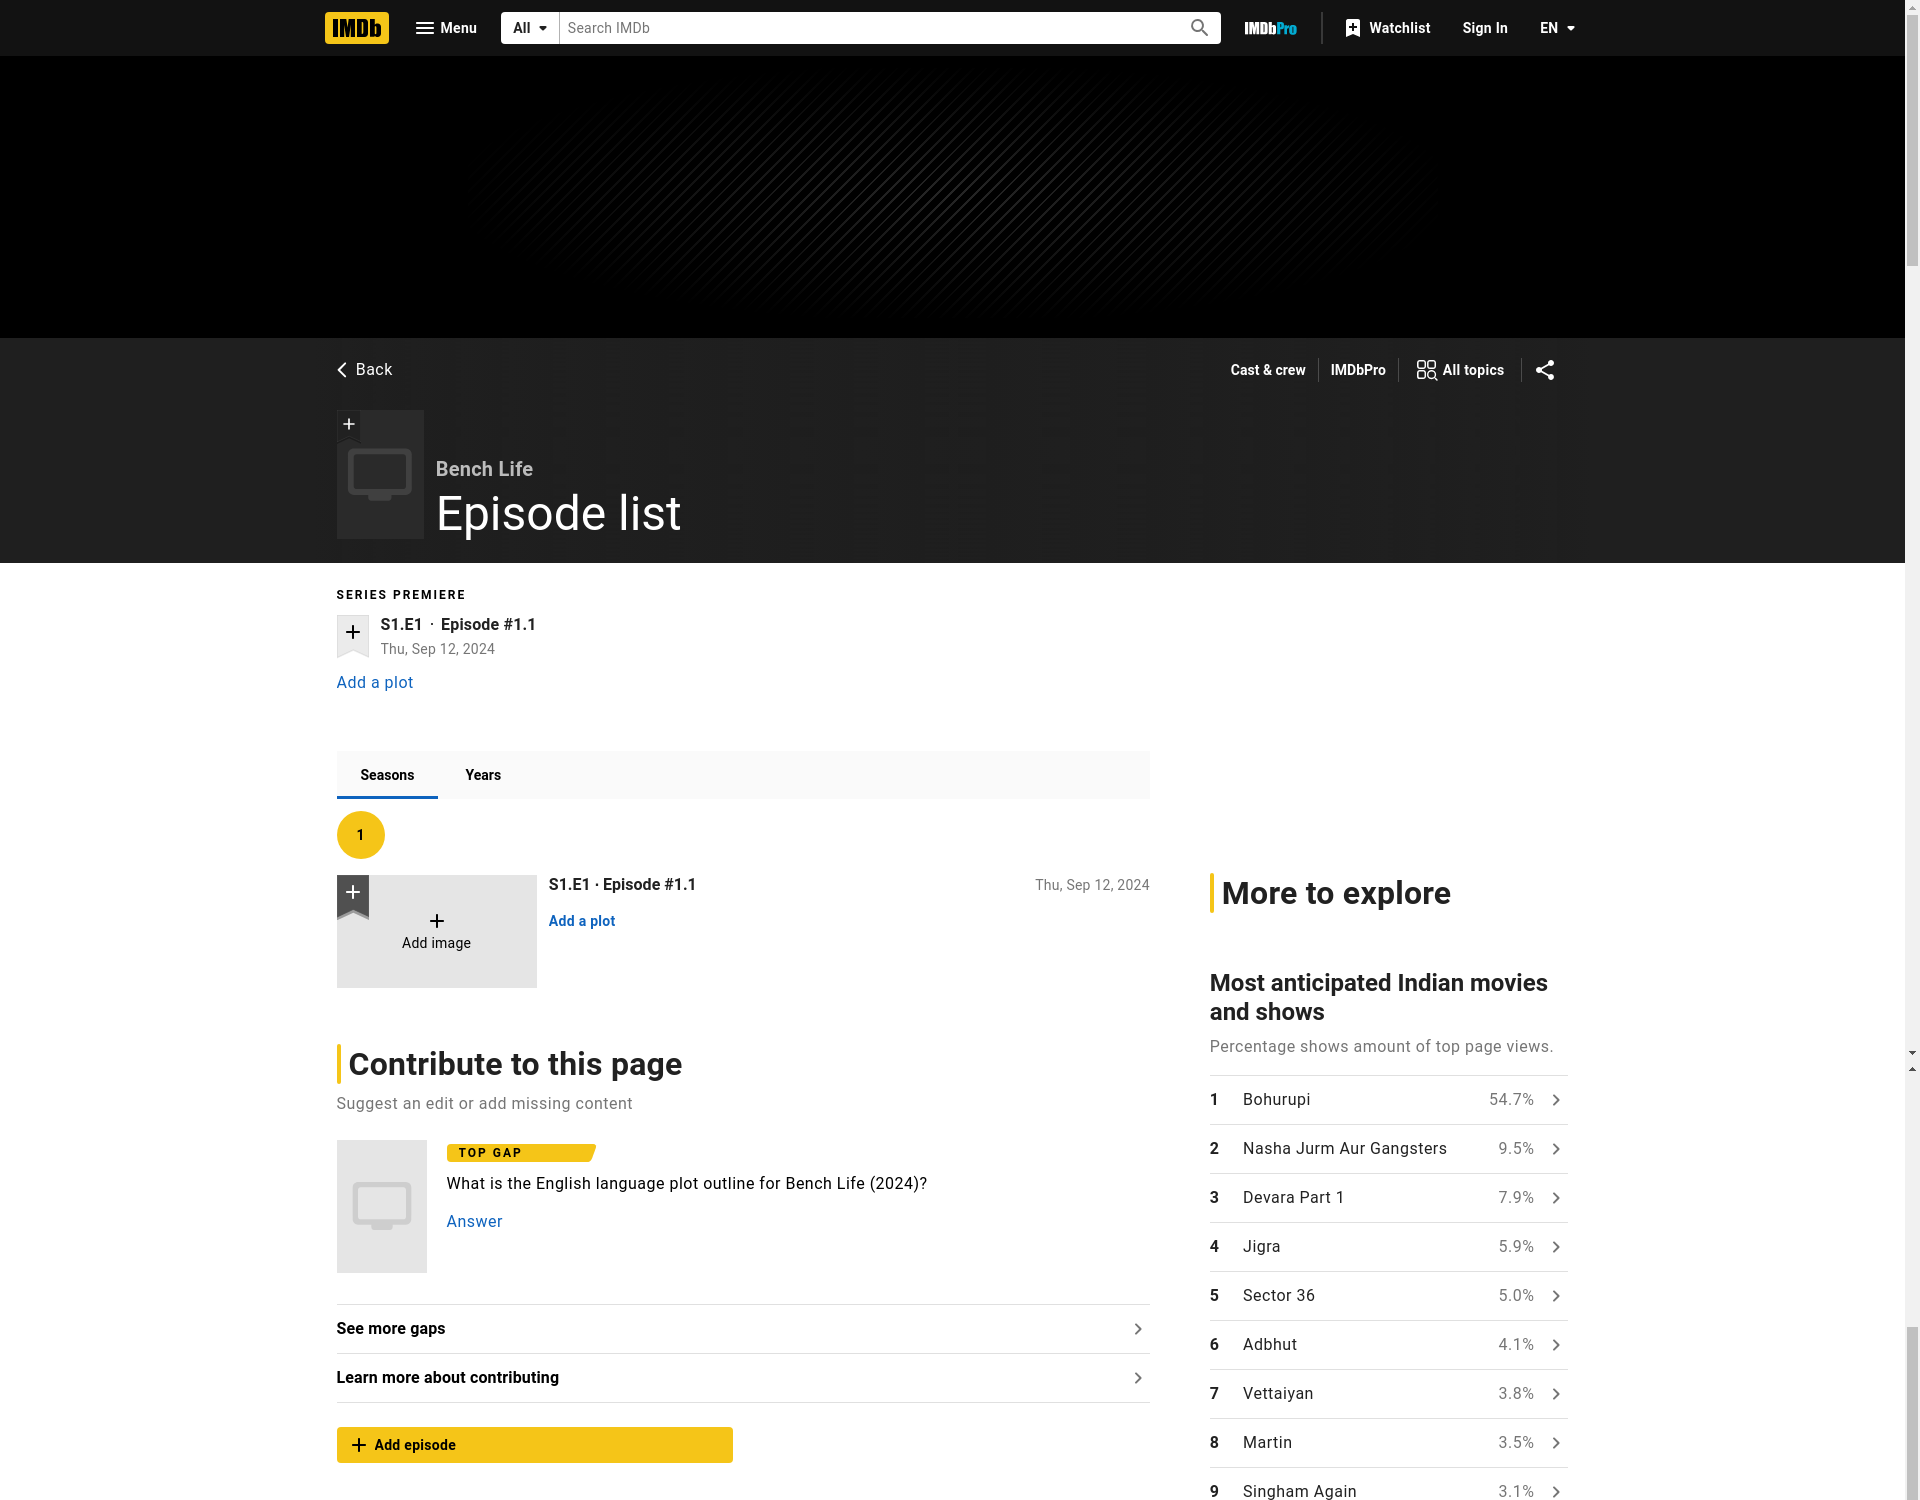 IMDb Menu All Search IMDb IMDbPro Watchlist Sign In EN
Back Cast & crew IMDbPro All topics
Bench Life
Episode list
SERIES PREMIERE
S1.E1 · Episode #1.1
Thu, Sep 12, 2024
Add a plot
Seasons Years
1
S1.E1 · Episode #1.1 Thu, Sep 12, 2024
Add a plot
Add image
Contribute to this page
Suggest an edit or add missing content
TOP GAP
What is the English language plot outline for Bench Life (2024)?
Answer
See more gaps
Learn more about contributing
Add episode
More to explore
Most anticipated Indian movies
and shows
Percentage shows amount of top page views.
1 Bohurupi 54.7%
2 Nasha Jurm Aur Gangsters 9.5%
3 Devara Part 1 7.9%
4 Jigra 5.9%
5 Sector 36 5.0%
6 Adbhut 4.1%
7 Vettaiyan 3.8%
8 Martin 3.5%
9 Singham Again 3.1%